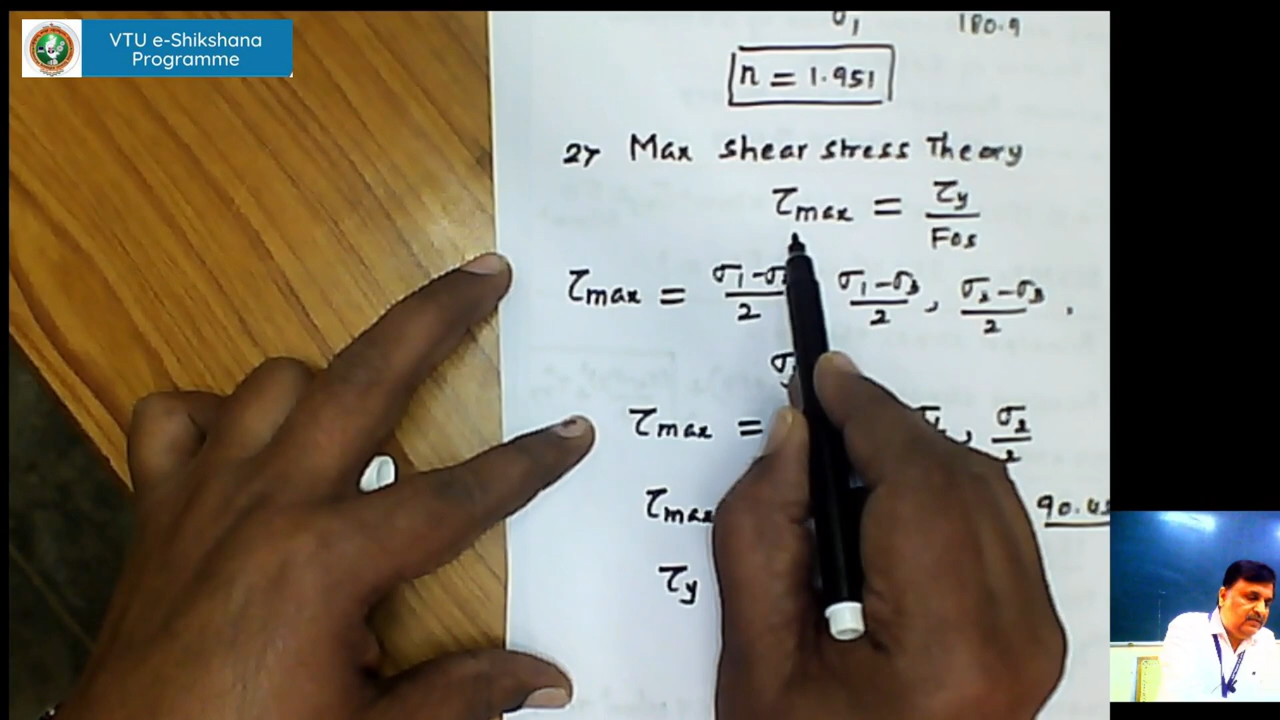 VTU e-Shikshana
Programme
σ₁ 180.9
n = 1.951
2> Max shear stress Theory
τmax = τy / FOS
τmax = σ₁-σ / 2 σ₁-σ₃ / 2 , σ₂-σ₃ / 2 .
τmax = , σ₂ / 2
τmax 90.45
τy